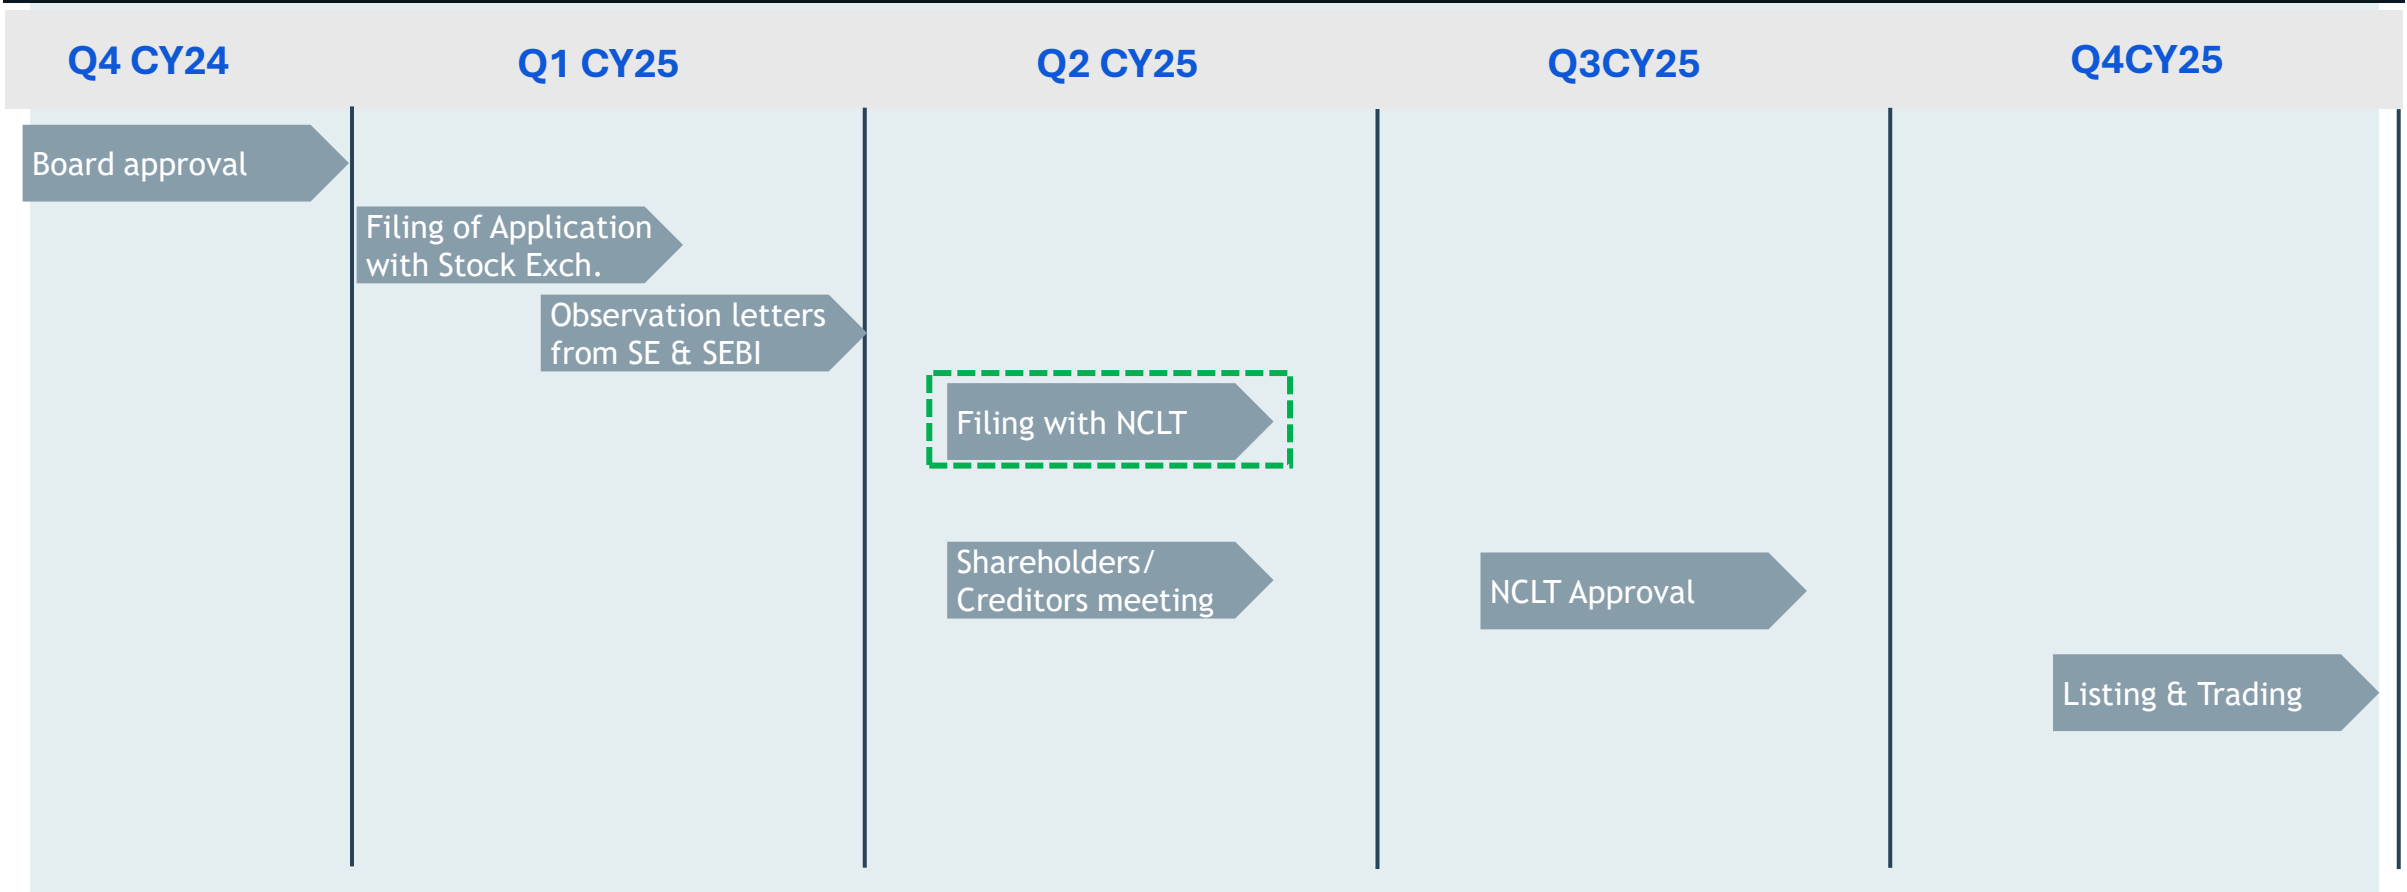 Q4 CY24
Q1 CY25
Q2 CY25
Q3CY25
Q4CY25
Board approval
Filing of Application
with Stock Exch.
Observation letters
from SE & SEBI
Filing with NCLT
Shareholders/
Creditors meeting
NCLT Approval
Listing & Trading